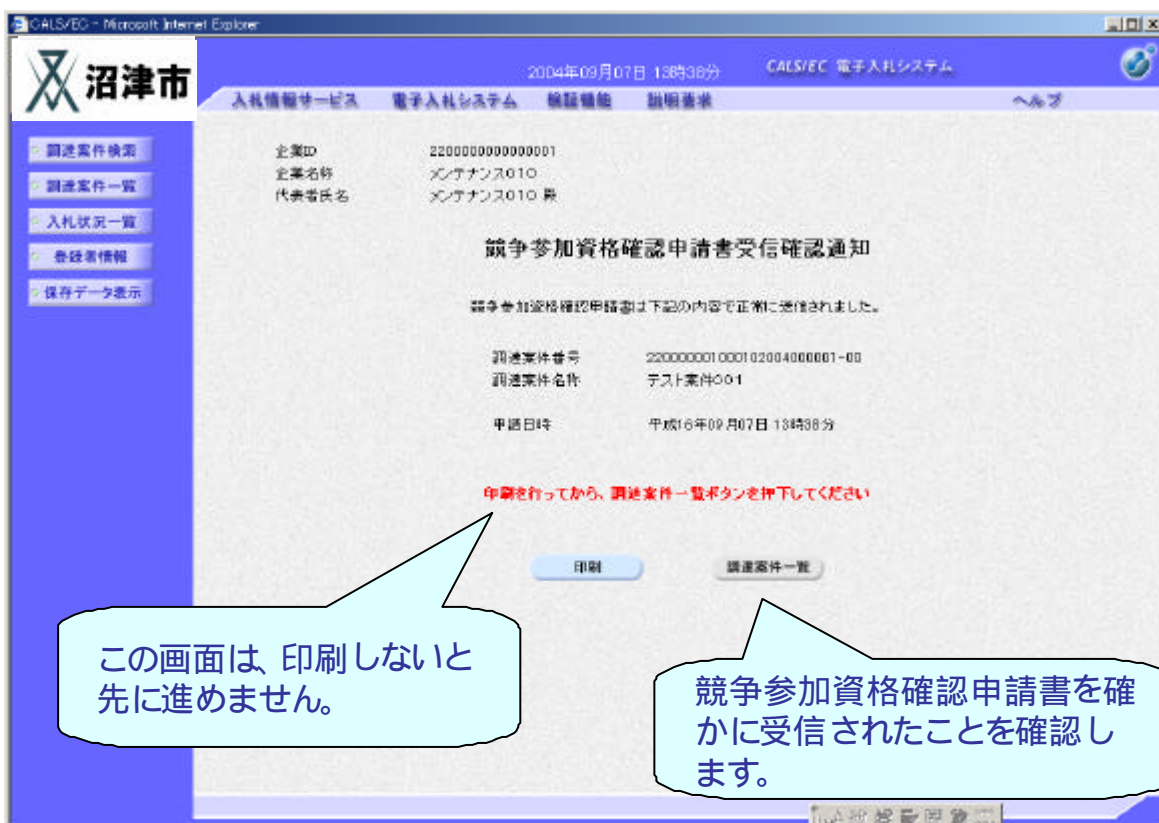 CALS/EC - Microsoft Internet Explorer
沼津市
2004年09月07日 13時38分
CALS/EC 電子入札システム
入札情報サービス 電子入札システム 検証機能 説明要求 ヘルプ
調達案件検索
調達案件一覧
入札状況一覧
登録者情報
保存データ表示
企業ID 2200000000000001
企業名称 メンテナンス010
代表者氏名 メンテナンス010 殿
競争参加資格確認申請書受信確認通知
競争参加資格確認申請書は下記の内容で正常に送信されました。
調達案件番号
調達案件名称 テスト案件001
申請日時 平成16年09月07日 13時38分
印刷を行ってから、調達案件一覧ボタンを押下してください
印刷
調達案件一覧
この画面は、印刷しないと
先に進めません。
競争参加資格確認申請書を確
かに受信されたことを確認し
ます。